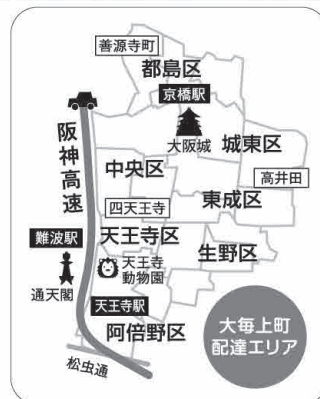 善源寺町
都島区
京橋駅
阪神高速
大阪城
城東区
中央区
高井田
東成区
四天王寺
難波駅
天王寺区
生野区
天王寺
動物園
通天閣
天王寺駅
阿倍野区
大毎上町
配達エリア
松虫通